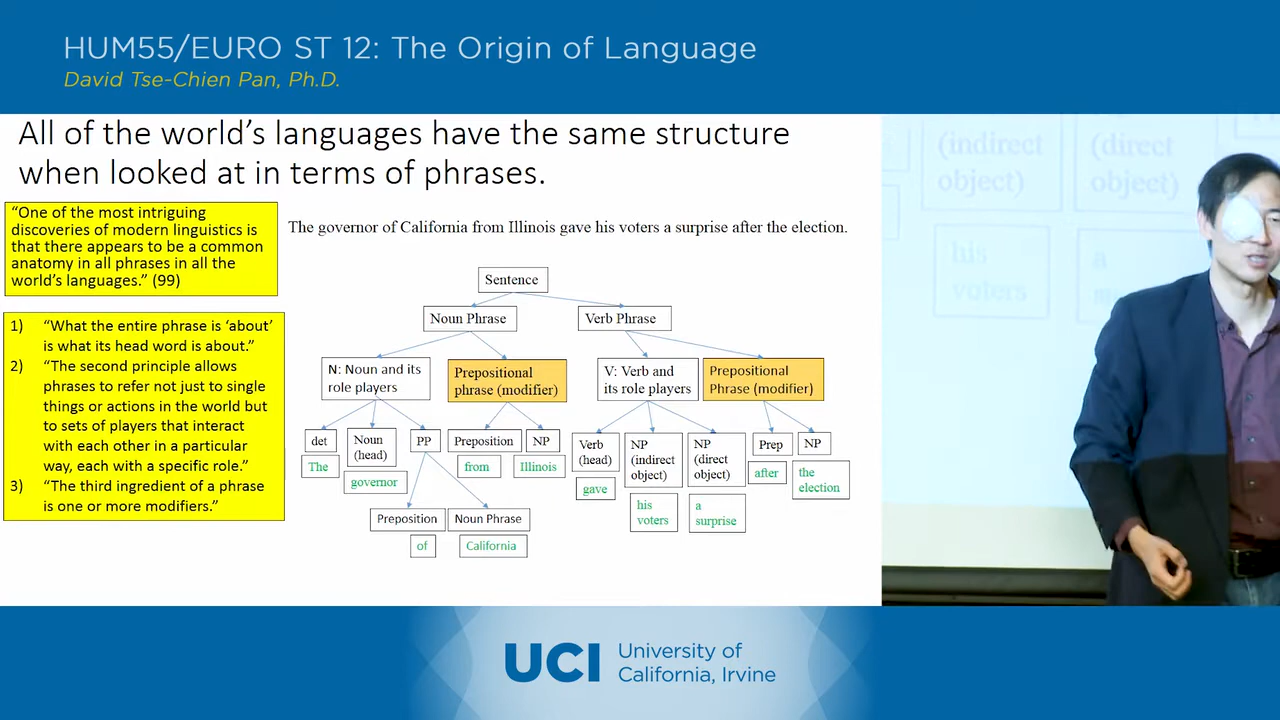 HUM55/EURO ST 12: The Origin of Language
David Tse-Chien Pan, Ph.D.
All of the world's languages have the same structure
when looked at in terms of phrases.
“One of the most intriguing
discoveries of modern linguistics is
that there appears to be a common
anatomy in all phrases in all the
world's languages.” (99)
1) “What the entire phrase is ‘about’
is what its head word is about.”
2) “The second principle allows
phrases to refer not just to single
things or actions in the world but
to sets of players that interact
with each other in a particular
way, each with a specific role.”
3) “The third ingredient of a phrase
is one or more modifiers.”
The governor of California from Illinois gave his voters a surprise after the election.
Sentence
Noun Phrase
Verb Phrase
N: Noun and its
role players
Prepositional
phrase (modifier)
V: Verb and
its role players
Prepositional
Phrase (modifier)
det
Noun
(head)
PP
Preposition
NP
Verb
(head)
NP
(indirect
object)
NP
(direct
object)
Prep
NP
The
governor
from
Illinois
gave
his
voters
a
surprise
after
the
election
Preposition
Noun Phrase
of
California
(indirect
object)
(direct
object)
his
voters
a
UCI
University of
California, Irvine